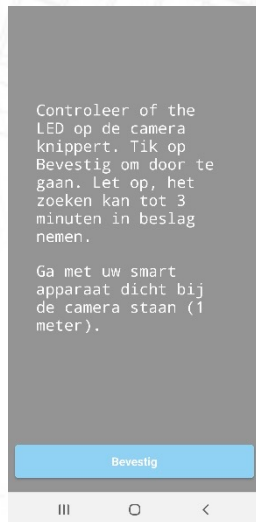 Controleer of the
LED op de camera
knippert. Tik op
Bevestig om door te
gaan. Let op, het
zoeken kan tot 3
minuten in beslag
nemen.
Ga met uw smart
apparaat dicht bij
de camera staan (1
meter).
Bevestig